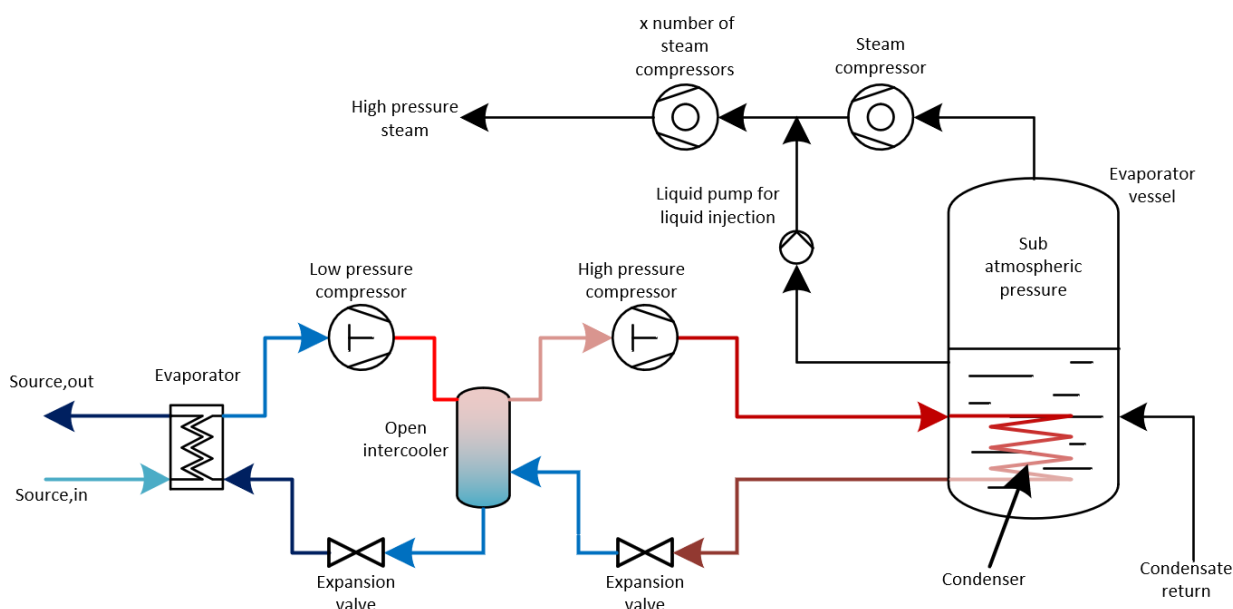 x number of
steam
compressors
Steam
compressor
High pressure
steam
Evaporator
vessel
Liquid pump for
liquid injection
Sub
atmospheric
pressure
Low pressure
compressor
High pressure
compressor
Source,out
Evaporator
Open
intercooler
Source,in
Expansion
valve
Expansion
valve
Condenser
Condensate
return